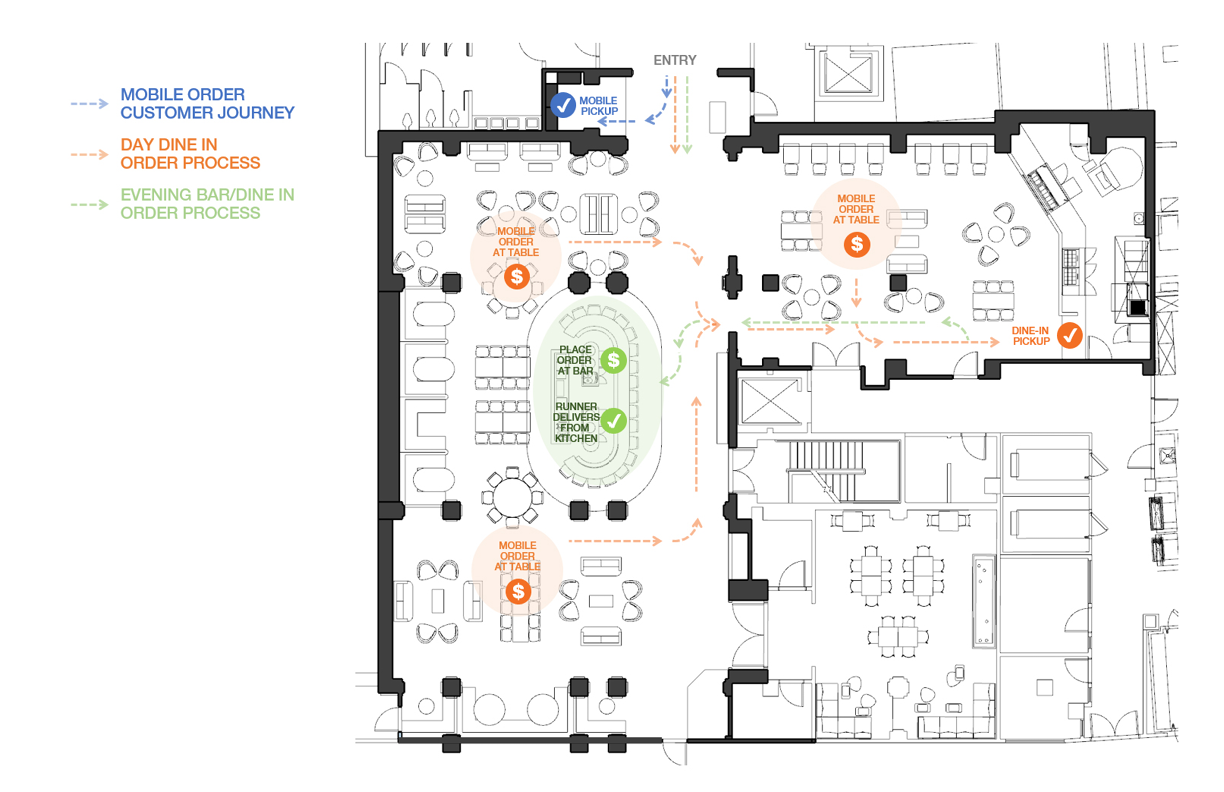 ENTRY
MOBILE ORDER
CUSTOMER JOURNEY
MOBILE
PICKUP
DAY DINE IN
ORDER PROCESS
EVENING BAR/DINE IN
ORDER PROCESS
MOBILE
ORDER
AT TABLE
$
MOBILE
ORDER
AT TABLE
$
DINE-IN
PICKUP
PLACE
ORDER
AT BAR
$
RUNNER
DELIVERS
FROM
KITCHEN
MOBILE
ORDER
AT TABLE
$